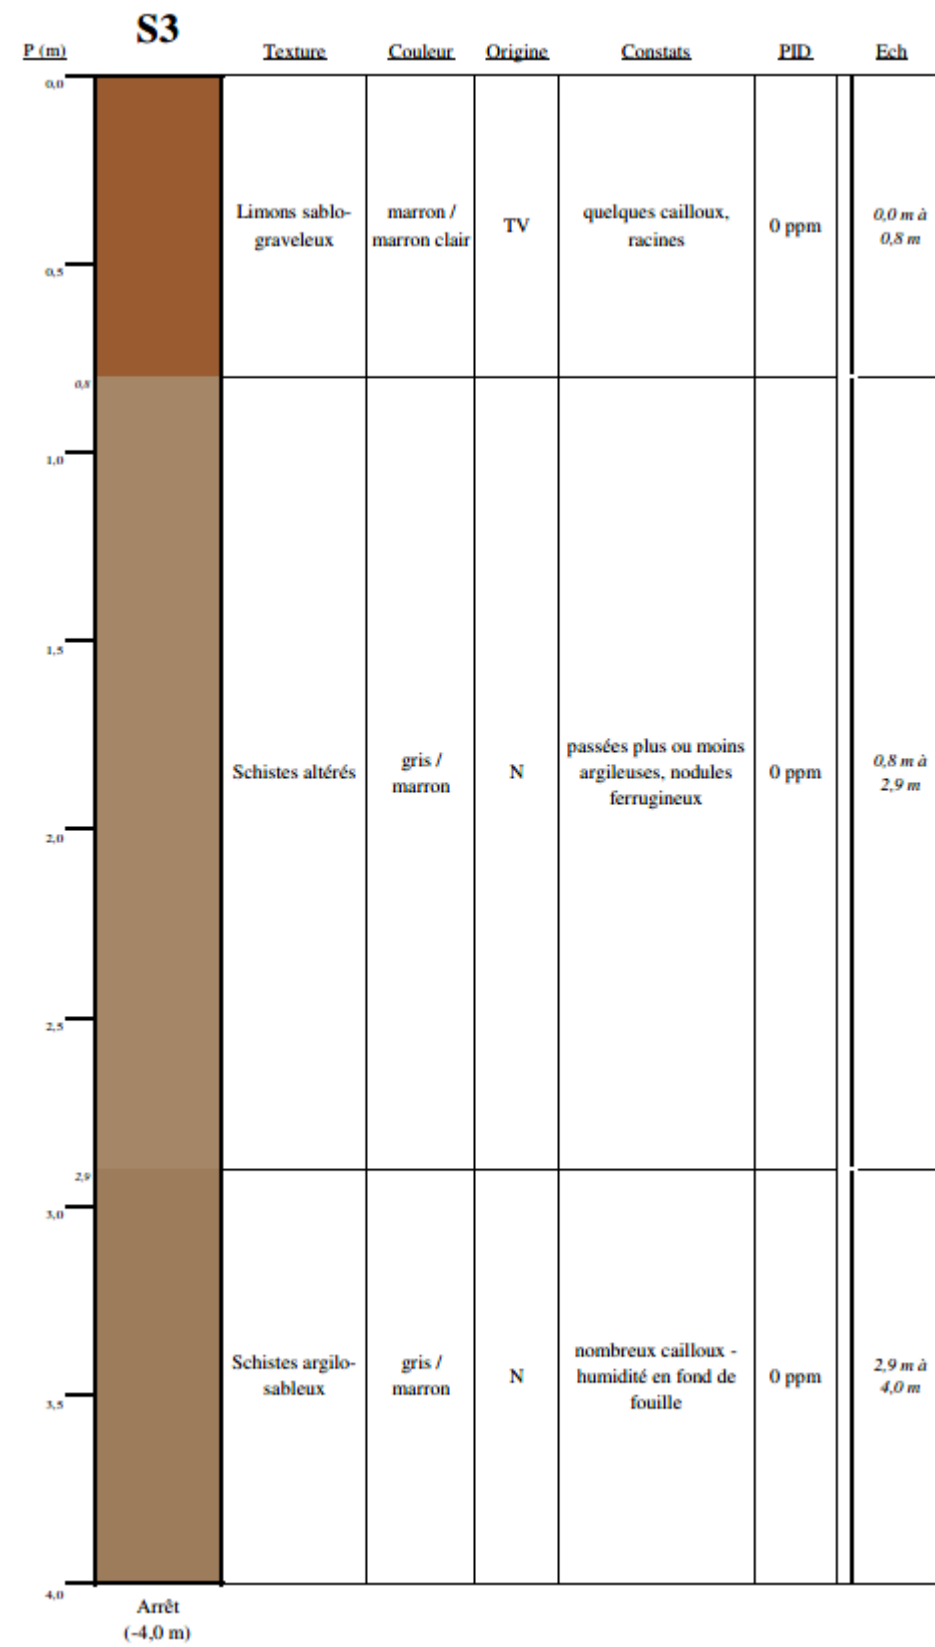 S3
P (m)
Texture
Couleur
Origine
Constats
PID
Ech
0,0
Limons sablo-
graveleux
marron /
marron clair
TV
quelques cailloux,
racines
0 ppm
0,0 m à
0,8 m
0,5
0,8
1,0
1,5
Schistes altérés
gris /
marron
N
passées plus ou moins
argileuses, nodules
ferrugineux
0 ppm
0,8 m à
2,9 m
2,0
2,5
2,9
3,0
Schistes argilo-
sableux
gris /
marron
N
nombreux cailloux -
humidité en fond de
fouille
0 ppm
2,9 m à
4,0 m
3,5
4,0
Arrêt
(-4,0 m)